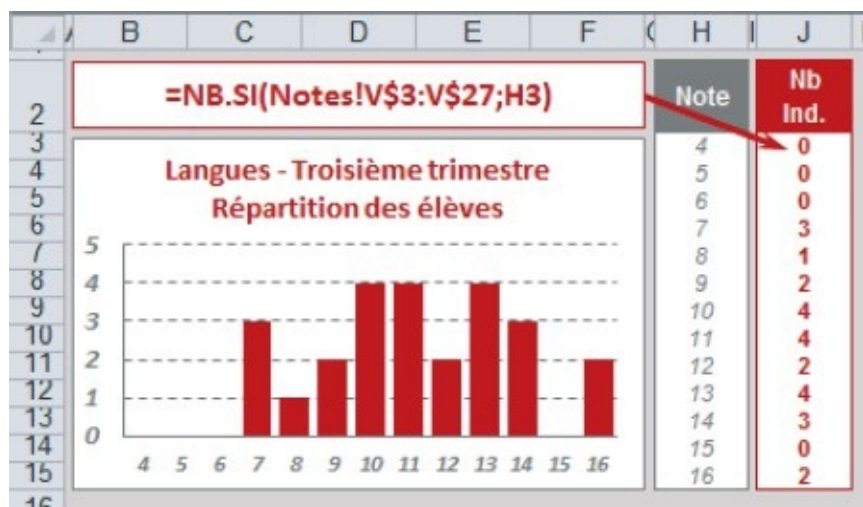 A B C D E F G H I J
2 =NB.SI(Notes!V$3:V$27;H3) Note Nb Ind.
3 4 0
4 Langues - Troisième trimestre 5 0
5 Répartition des élèves 6 0
6 7 3
7 5 8 1
8 4 9 2
9 3 10 4
10 11 4
11 2 12 2
12 1 13 4
13 0 14 3
14 15 0
15 4 5 6 7 8 9 10 11 12 13 14 15 16 16 2
16